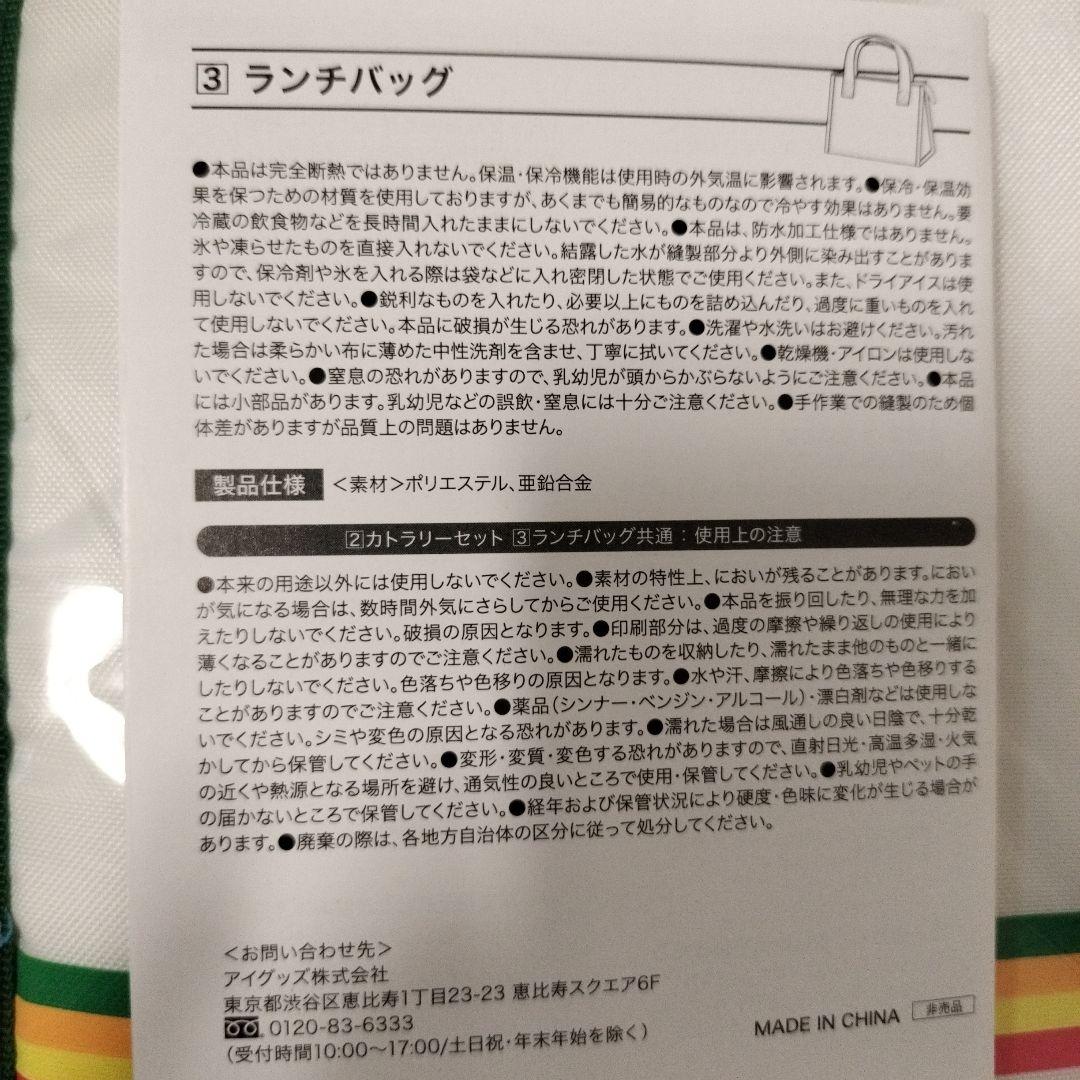 3 ランチバッグ
●本品は完全断熱ではありません。保温・保冷機能は使用時の外気温に影響されます。●保冷・保温効
果を保つための材質を使用しておりますが、あくまでも簡易的なものなので冷やす効果はありません。要
冷蔵の飲食物などを長時間入れたままにしないでください。●本品は、防水加工仕様ではありません。
氷や凍らせたものを直接入れないでください。結露した水が縫製部分より外側に染み出すことがありま
すので、保冷剤や氷を入れる際は袋などに入れ密閉した状態でご使用ください。また、ドライアイスは使
用しないでください。●鋭利なものを入れたり、必要以上にものを詰め込んだり、過度に重いものを入れ
て使用しないでください。本品に破損が生じる恐れがあります。●洗濯や水洗いはお避けください。汚れ
た場合は柔らかい布に薄めた中性洗剤を含ませ、丁寧に拭いてください。●乾燥機・アイロンは使用しな
いでください。●窒息の恐れがありますので、乳幼児が頭からかぶらないようにご注意ください。●本品
には小部品があります。乳幼児などの誤飲・窒息には十分ご注意ください。●手作業での縫製のため個
体差がありますが品質上の問題はありません。
製品仕様 <素材>ポリエステル、亜鉛合金
2カトラリーセット 3ランチバッグ共通：使用上の注意
●本来の用途以外には使用しないでください。●素材の特性上、においが残ることがあります。におい
が気になる場合は、数時間外気にさらしてからご使用ください。●本品を振り回したり、無理な力を加
えたりしないでください。破損の原因となります。●印刷部分は、過度の摩擦や繰り返しの使用により
薄くなることがありますのでご注意ください。●濡れたものを収納したり、濡れたまま他のものと一緒に
したりしないでください。色落ちや色移りの原因となります。●水や汗、摩擦により色落ちや色移りする
ことがありますのでご注意ください。●薬品（シンナー・ベンジン・アルコール）・漂白剤などは使用しな
いでください。シミや変色の原因となる恐れがあります。●濡れた場合は風通しの良い日陰で、十分乾
かしてから保管してください。●変形・変質・変色する恐れがありますので、直射日光・高温多湿・火気
の近くや熱源となる場所を避け、通気性の良いところで使用・保管してください。●乳幼児やペットの手
の届かないところで保管してください。●経年および保管状況により硬度・色味に変化が生じる場合が
あります。●廃棄の際は、各地方自治体の区分に従って処分してください。
<お問い合わせ先>
アイグッズ株式会社
東京都渋谷区恵比寿1丁目23-23 恵比寿スクエア6F
0120-83-6333
（受付時間10:00～17:00/土日祝・年末年始を除く）
MADE IN CHINA 非売品